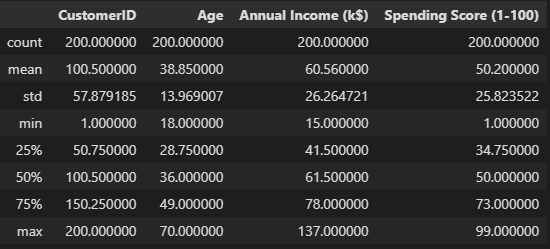 CustomerID Age Annual Income (k$) Spending Score (1-100)
count 200.000000 200.000000 200.000000 200.000000
mean 100.500000 38.850000 60.560000 50.200000
std 57.879185 13.969007 26.264721 25.823522
min 1.000000 18.000000 15.000000 1.000000
25% 50.750000 28.750000 41.500000 34.750000
50% 100.500000 36.000000 61.500000 50.000000
75% 150.250000 49.000000 78.000000 73.000000
max 200.000000 70.000000 137.000000 99.000000